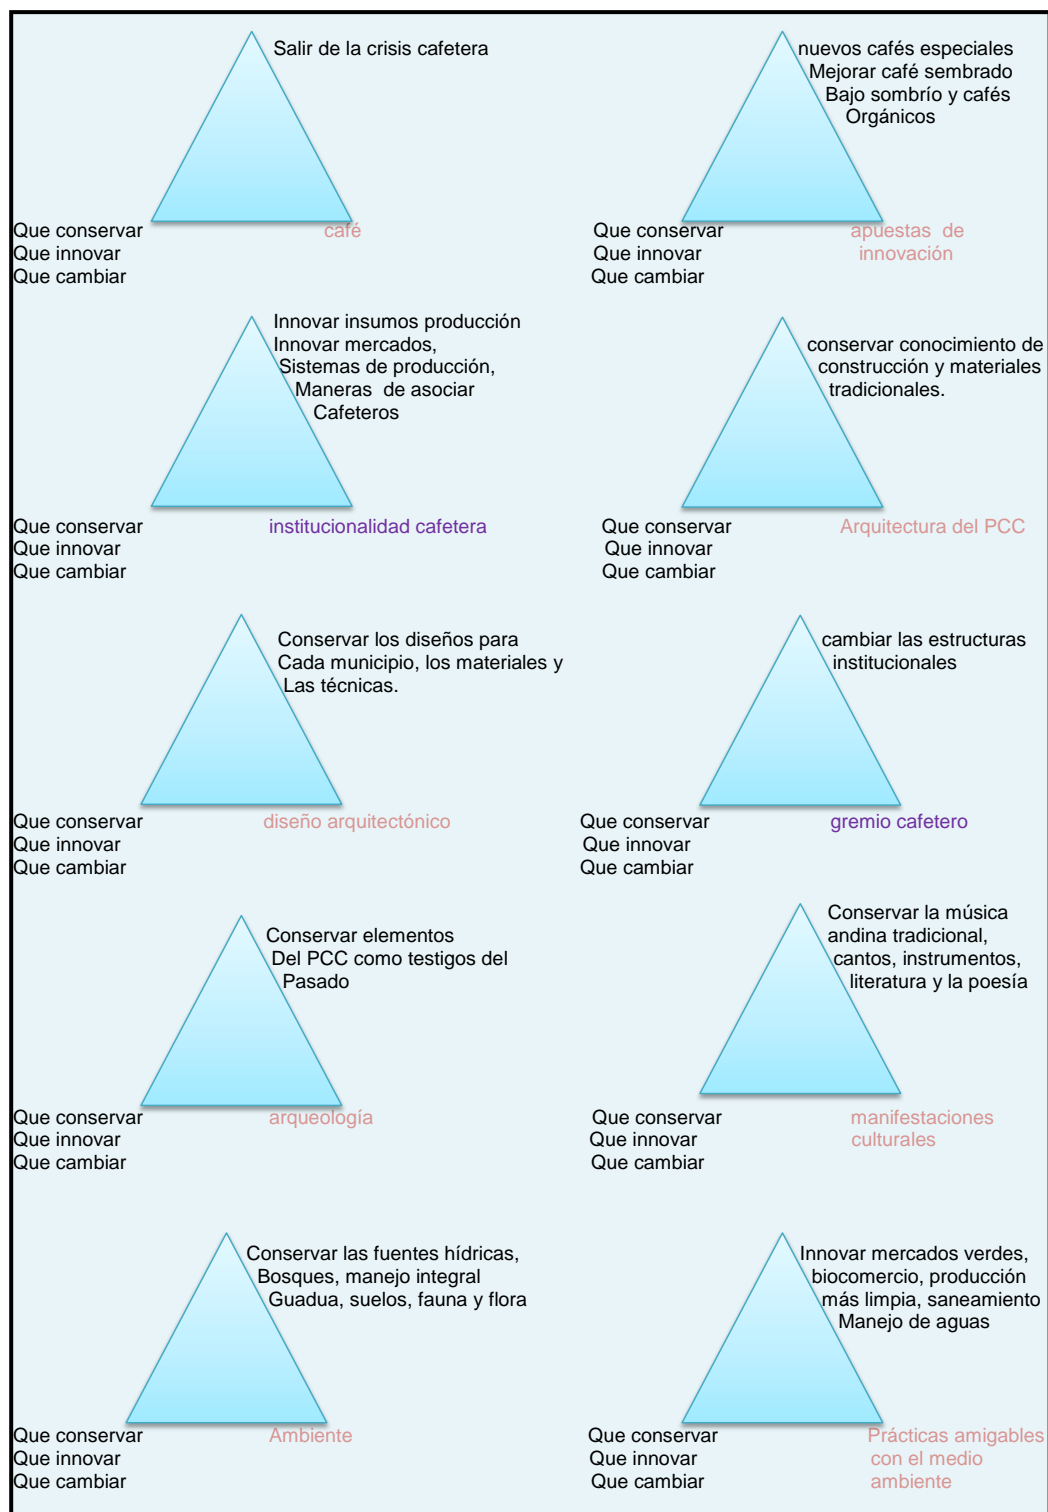 Salir de la crisis cafetera
Que conservar
Que innovar
Que cambiar
café
nuevos cafés especiales
Mejorar café sembrado
Bajo sombrío y cafés
Orgánicos
Que conservar
Que innovar
Que cambiar
apuestas de
innovación
Innovar insumos producción
Innovar mercados,
Sistemas de producción,
Maneras de asociar
Cafeteros
Que conservar
Que innovar
Que cambiar
institucionalidad cafetera
conservar conocimiento de
construcción y materiales
tradicionales.
Que conservar
Que innovar
Que cambiar
Arquitectura del PCC
Conservar los diseños para
Cada municipio, los materiales y
Las técnicas.
Que conservar
Que innovar
Que cambiar
diseño arquitectónico
cambiar las estructuras
institucionales
Que conservar
Que innovar
Que cambiar
gremio cafetero
Conservar elementos
Del PCC como testigos del
Pasado
Que conservar
Que innovar
Que cambiar
arqueología
Conservar la música
andina tradicional,
cantos, instrumentos,
literatura y la poesía
Que conservar
Que innovar
Que cambiar
manifestaciones
culturales
Conservar las fuentes hídricas,
Bosques, manejo integral
Guadua, suelos, fauna y flora
Que conservar
Que innovar
Que cambiar
Ambiente
Innovar mercados verdes,
biocomercio, producción
más limpia, saneamiento
Manejo de aguas
Que conservar
Que innovar
Que cambiar
Prácticas amigables
con el medio
ambiente